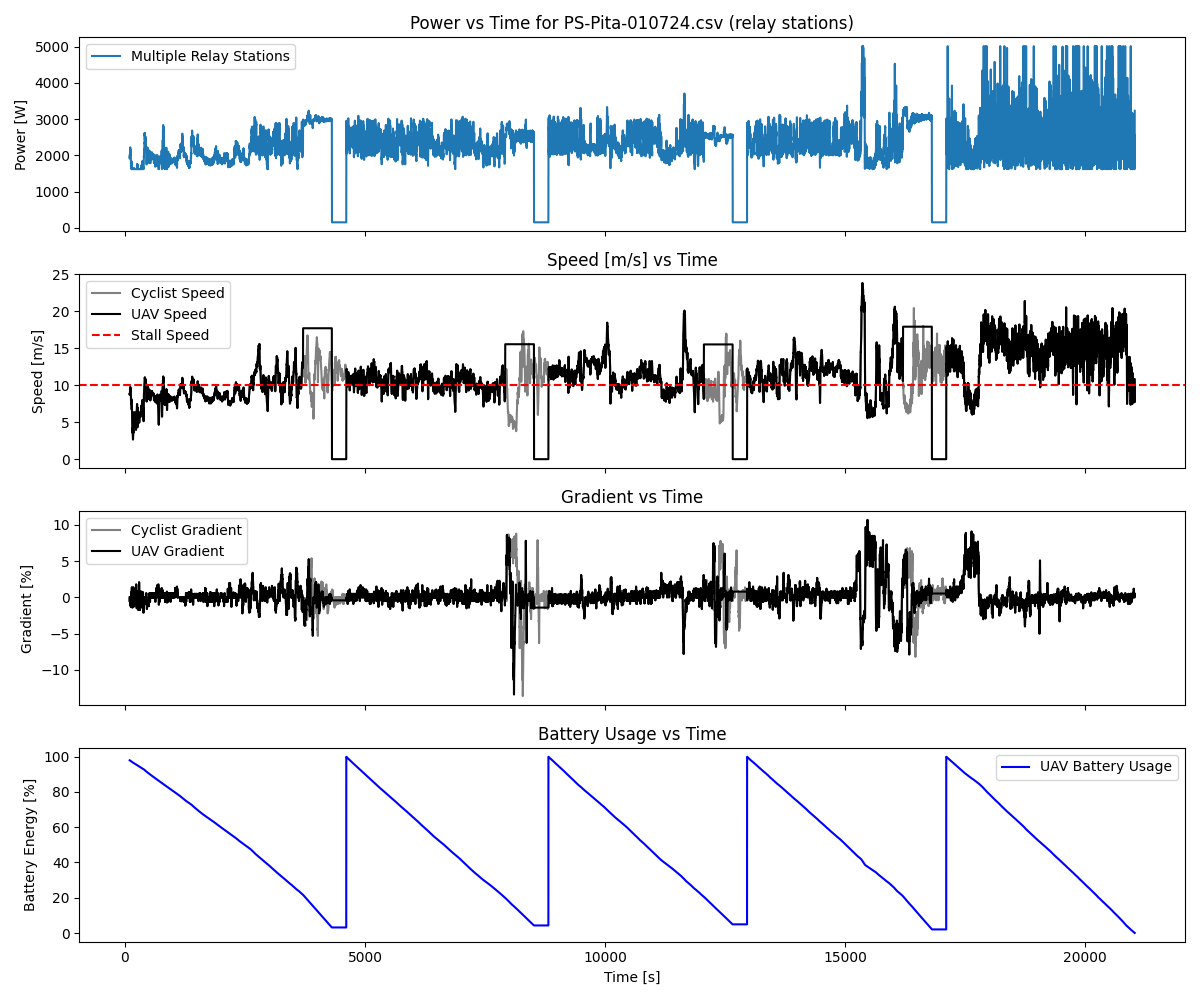 Power vs Time for PS-Pita-010724.csv (relay stations)
Multiple Relay Stations
Power [W]
5000
4000
3000
2000
1000
0
Speed [m/s] vs Time
Cyclist Speed
UAV Speed
Stall Speed
Speed [m/s]
25
20
15
10
5
0
Gradient vs Time
Cyclist Gradient
UAV Gradient
Gradient [%]
10
5
0
−5
−10
Battery Usage vs Time
UAV Battery Usage
Battery Energy [%]
100
80
60
40
20
0
0 5000 10000 15000 20000
Time [s]